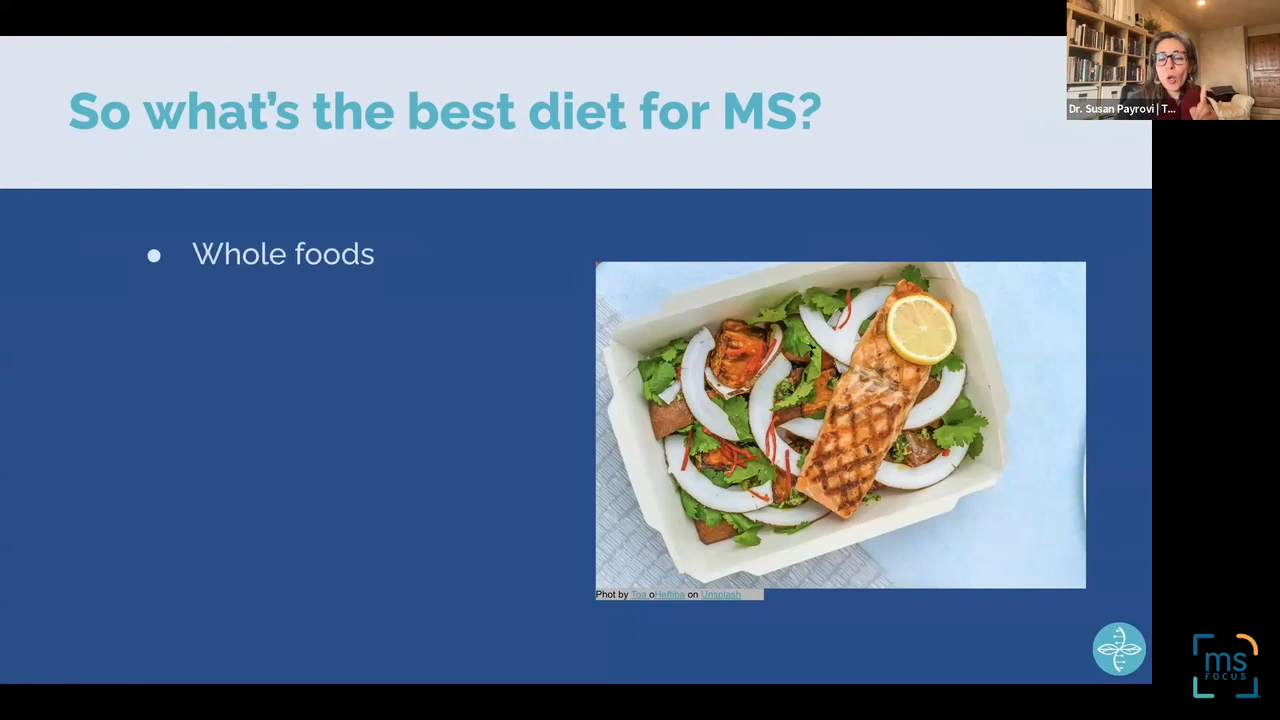 So what's the best diet for MS?
● Whole foods
Phot by Toa oHeftiba on Unsplash
Dr. Susan Payrovi | T...
ms
FOCUS